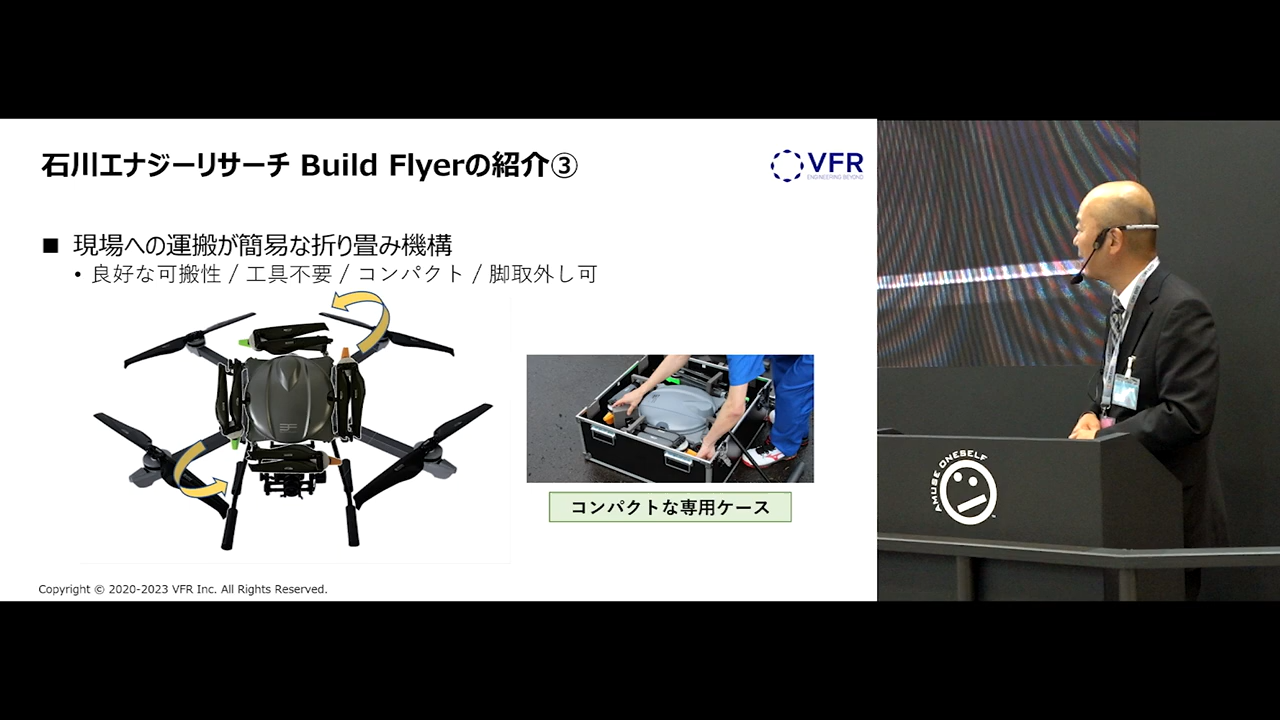 石川エナジーリサーチ Build Flyerの紹介③
VFR
ENGINEERING BEYOND
■ 現場への運搬が簡易な折り畳み機構
• 良好な可搬性 / 工具不要 / コンパクト / 脚取外し可
コンパクトな専用ケース
AMUSE ONESELF
Copyright © 2020-2023 VFR Inc. All Rights Reserved.